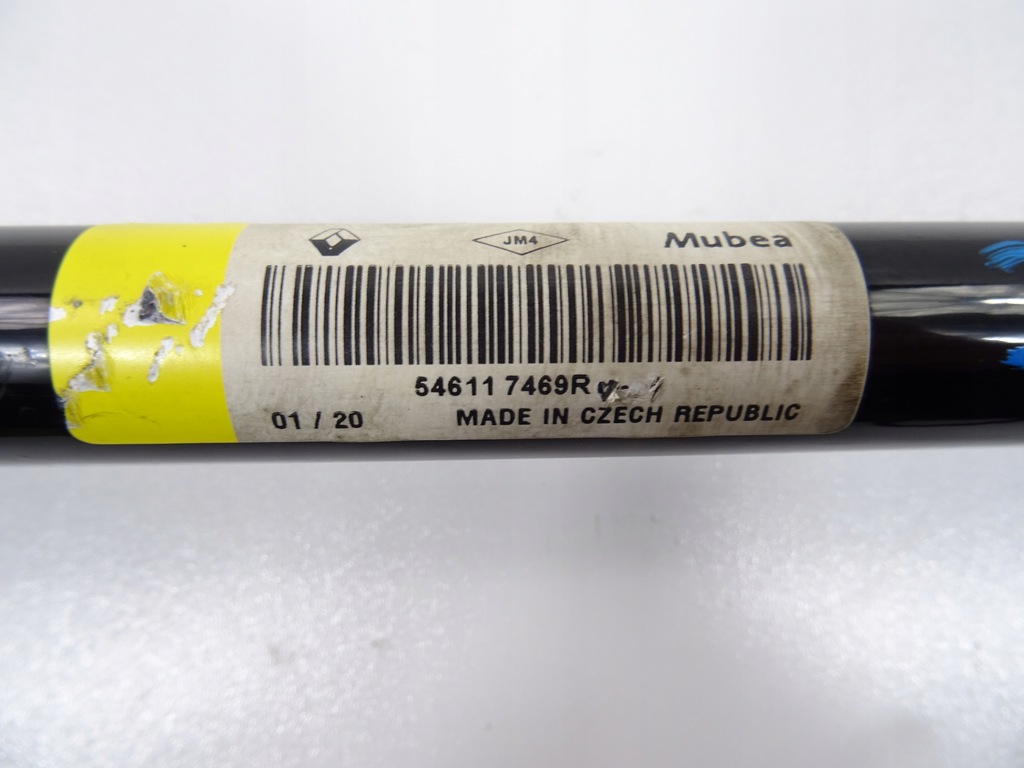 JM4 Mubea
54611 7469R
01 / 20 MADE IN CZECH REPUBLIC